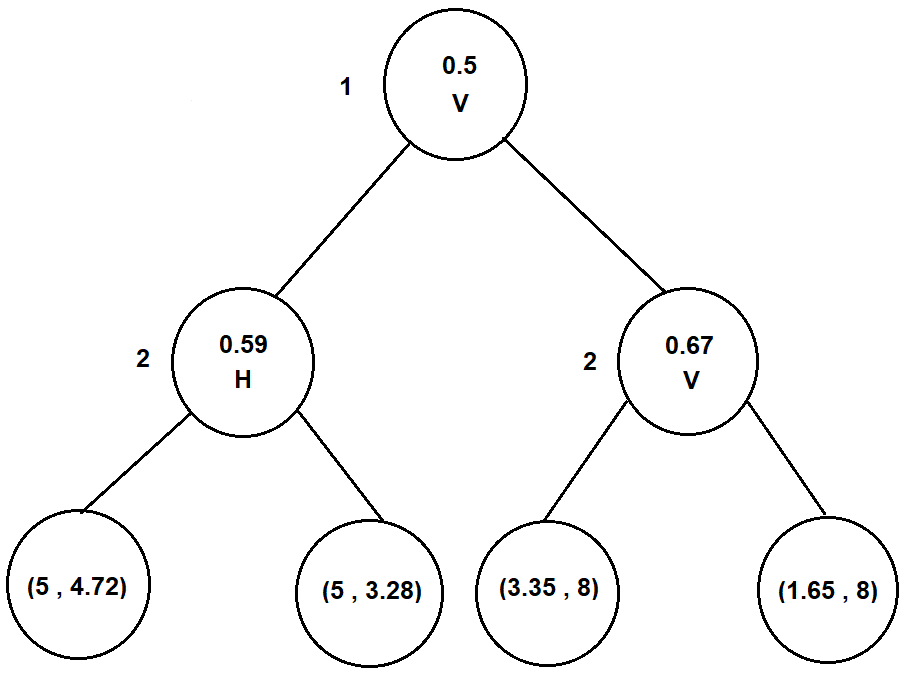 1
0.5
V
2
0.59
H
2
0.67
V
(5 , 4.72)
(5 , 3.28)
(3.35 , 8)
(1.65 , 8)